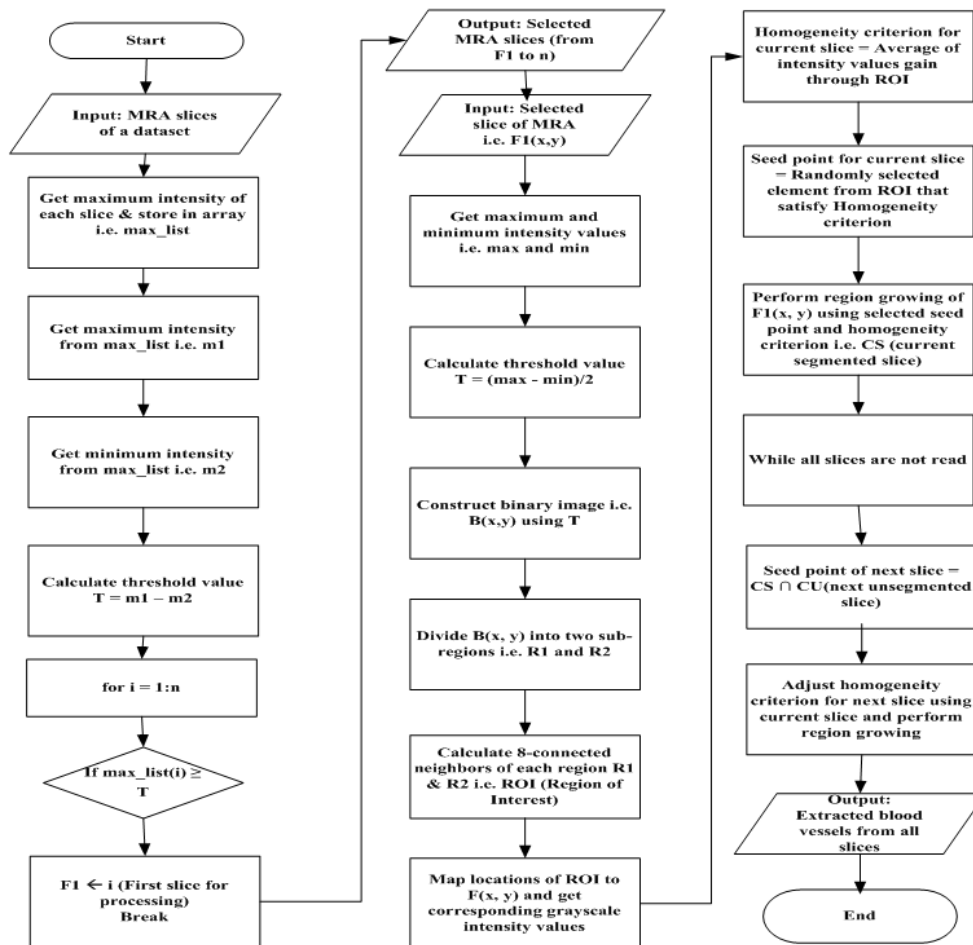 Start
Input: MRA slices
of a dataset
Get maximum intensity of
each slice & store in array
i.e. max_list
Get maximum intensity
from max_list i.e. m1
Get minimum intensity
from max_list i.e. m2
Calculate threshold value
T = m1 – m2
for i = 1:n
If max_list(i) ≥
T
F1 ← i (First slice for
processing)
Break
Output: Selected
MRA slices (from
F1 to n)
Input: Selected
slice of MRA
i.e. F1(x,y)
Get maximum and
minimum intensity values
i.e. max and min
Calculate threshold value
T = (max - min)/2
Construct binary image i.e.
B(x,y) using T
Divide B(x, y) into two sub-
regions i.e. R1 and R2
Calculate 8-connected
neighbors of each region R1
& R2 i.e. ROI (Region of
Interest)
Map locations of ROI to
F(x, y) and get
corresponding grayscale
intensity values
Homogeneity criterion for
current slice = Average of
intensity values gain
through ROI
Seed point for current slice
= Randomly selected
element from ROI that
satisfy Homogeneity
criterion
Perform region growing of
F1(x, y) using selected seed
point and homogeneity
criterion i.e. CS (current
segmented slice)
While all slices are not read
Seed point of next slice =
CS ∩ CU(next unsegmented
slice)
Adjust homogeneity
criterion for next slice using
current slice and perform
region growing
Output:
Extracted blood
vessels from all
slices
End